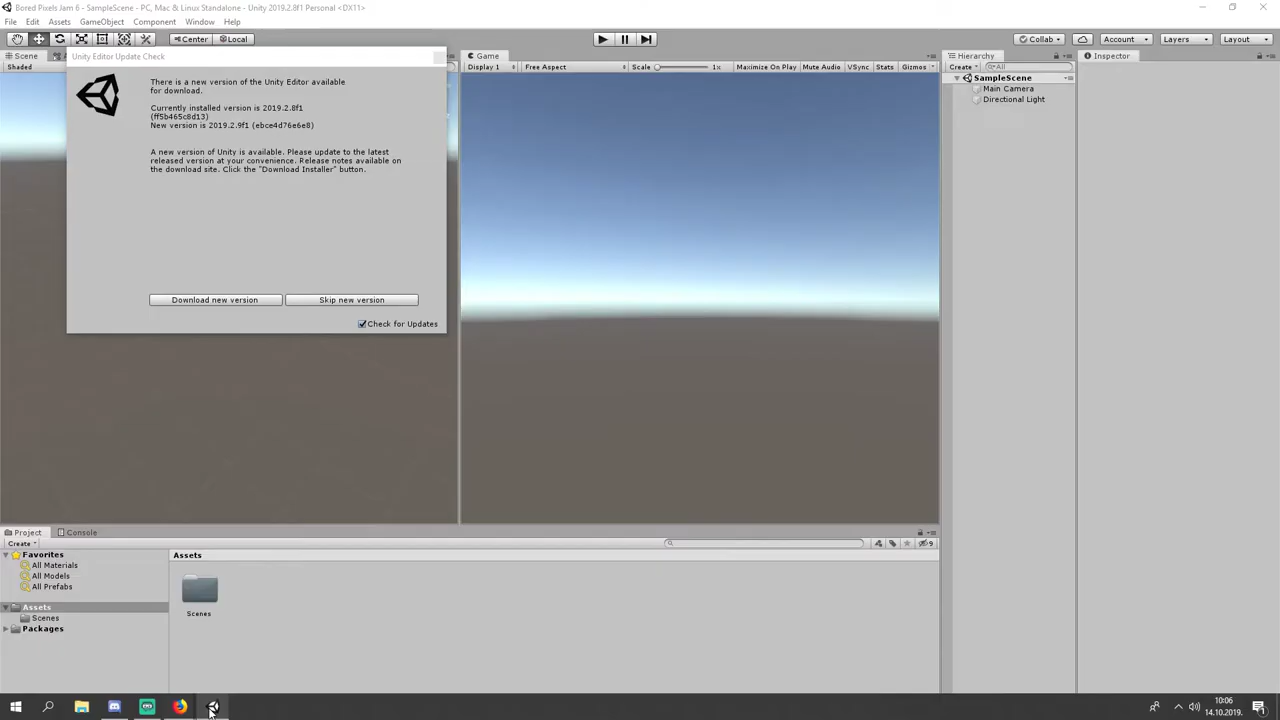 Bored Pixels Jam 6 - SampleScene - PC, Mac & Linux Standalone - Unity 2019.2.8f1 Personal <DX11>
File Edit Assets GameObject Component Window Help
Center Local Collab Account Layers Layout
Scene
Shaded
Unity Editor Update Check
There is a new version of the Unity Editor available
for download.
Currently installed version is 2019.2.8f1
(ff5b465c8d13)
New version is 2019.2.9f1 (ebce4d76e6e8)
A new version of Unity is available. Please update to the latest
released version at your convenience. Release notes available on
the download site. Click the "Download Installer" button.
Download new version Skip new version
Check for Updates
Game
Display 1 Free Aspect Scale 1x Maximize On Play Mute Audio VSync Stats Gizmos
Hierarchy
Create All
SampleScene
Main Camera
Directional Light
Inspector
Project Console
Create
Favorites
All Materials
All Models
All Prefabs
Assets
Scenes
Packages
Assets
Scenes
9
10:06
14.10.2019.
1